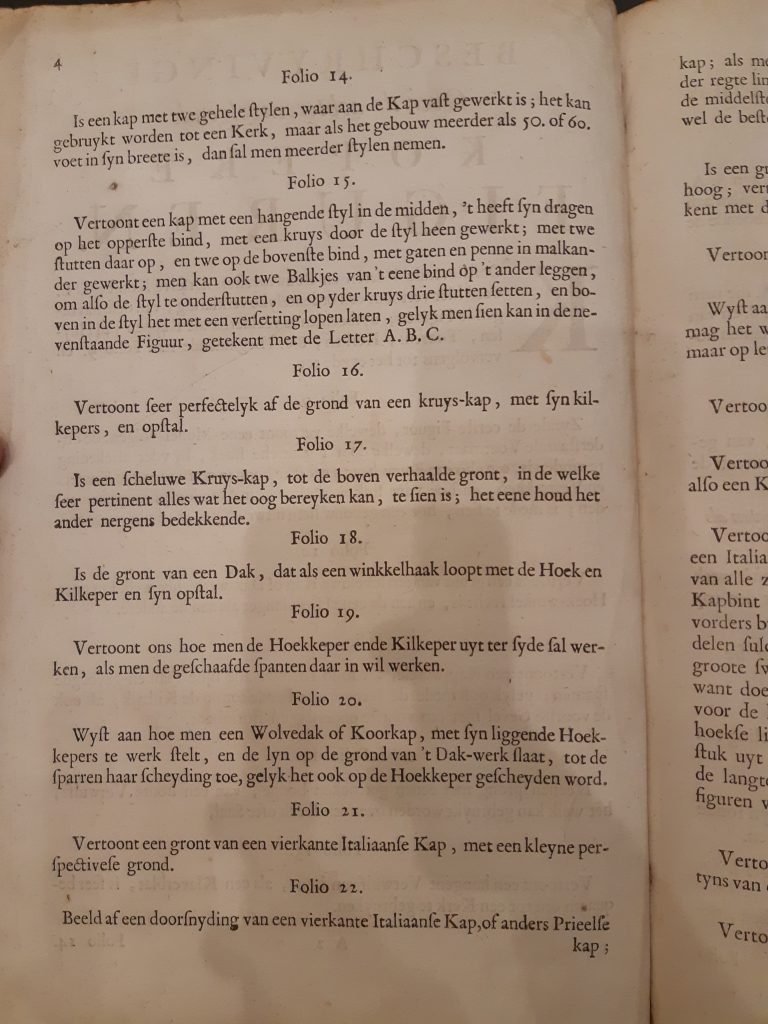 4
Folio 14.
Is een kap met twe gehele ſtylen, waar aan de Kap vaſt gewerkt is; het kan
gebruykt worden tot een Kerk, maar als het gebouw meerder als 50. of 60.
voet in ſyn breete is, dan ſal men meerder ſtylen nemen.
Folio 15.
Vertoont een kap met een hangende ſtyl in de midden, 't heeft ſyn dragen
op het opperſte bind, met een kruys door de ſtyl heen gewerkt; met twe
ſtutten daar op, en twe op de bovenſte bind, met gaten en penne in malkan-
der gewerkt; men kan ook twe Balkjes van 't eene bind op 't ander leggen,
om alſo de ſtyl te onderſtutten, en op yder kruys drie ſtutten ſetten, en bo-
ven in de ſtyl het met een verſetting lopen laten, gelyk men ſien kan in de ne-
venſtaande Figuur, getekent met de Letter A. B. C.
Folio 16.
Vertoont ſeer perfectelyk af de grond van een kruys-kap, met ſyn kil-
kepers, en opſtal.
Folio 17.
Is een ſcheluwe Kruys-kap, tot de boven verhaalde gront, in de welke
ſeer pertinent alles wat het oog bereyken kan, te ſien is; het eene houd het
ander nergens bedekkende.
Folio 18.
Is de gront van een Dak, dat als een winkkelhaak loopt met de Hoek en
Kilkeper en ſyn opſtal.
Folio 19.
Vertoont ons hoe men de Hoekkeper ende Kilkeper uyt ter ſyde ſal wer-
ken, als men de geſchaafde ſpanten daar in wil werken.
Folio 20.
Wyſt aan hoe men een Wolvedak of Koorkap, met ſyn liggende Hoek-
kepers te werk ſtelt, en de lyn op de grond van 't Dak-werk ſlaat, tot de
ſparren haar ſcheyding toe, gelyk het ook op de Hoekkeper geſcheyden word.
Folio 21.
Vertoont een gront van een vierkante Italiaanſe Kap, met een kleyne per-
ſpectiveſe grond.
Folio 22.
Beeld af een doorſnyding van een vierkante Italiaanſe Kap, of anders Prieelſe
kap;
kap; als
der regte
de middelſte
wel de
Is een
hoog;
kent met
Vertoon
Wyſt aa
mag het
maar op
Vertoo
Vertoo
alſo een K
Vertoo
een Italia
van alle
Kapbint
vorders
delen
groote
want doe
voor de
hoekſe
ſtuk uyt
de langte
figuren
Verto
tyns van
Verto